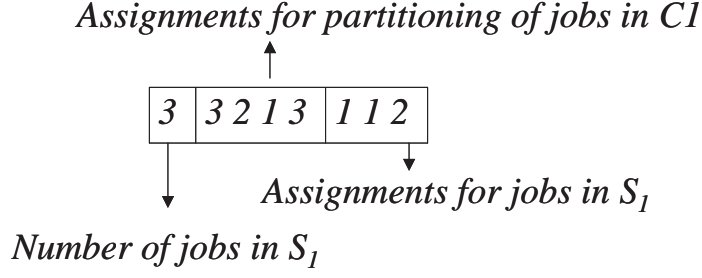 Assignments for partitioning of jobs in C1
3 3 2 1 3 1 1 2
Assignments for jobs in S1
Number of jobs in S1